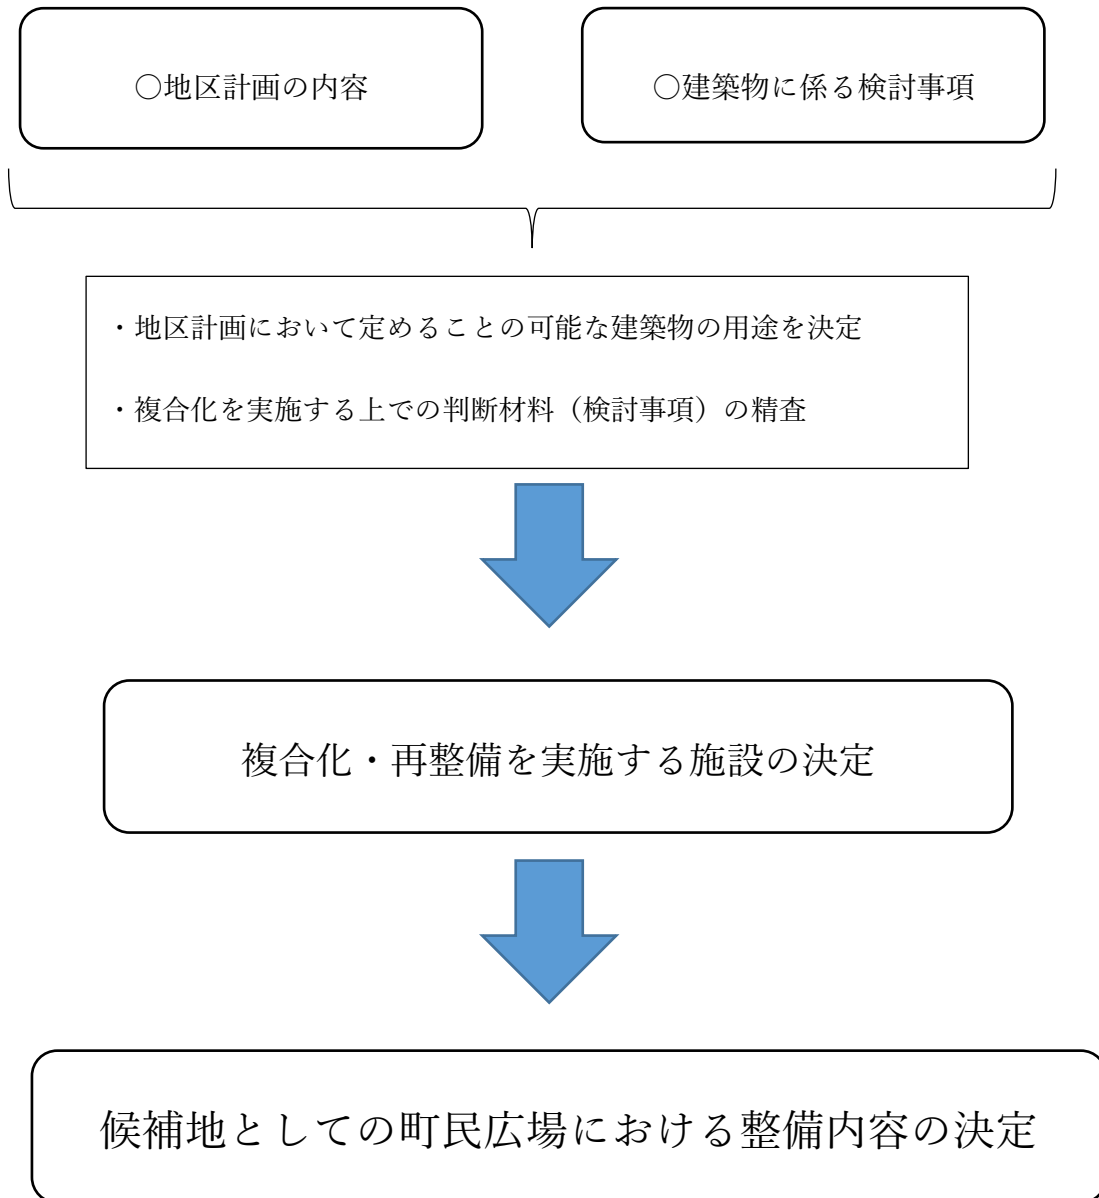 ○地区計画の内容
○建築物に係る検討事項
・地区計画において定めることの可能な建築物の用途を決定
・複合化を実施する上での判断材料（検討事項）の精査
複合化・再整備を実施する施設の決定
候補地としての町民広場における整備内容の決定